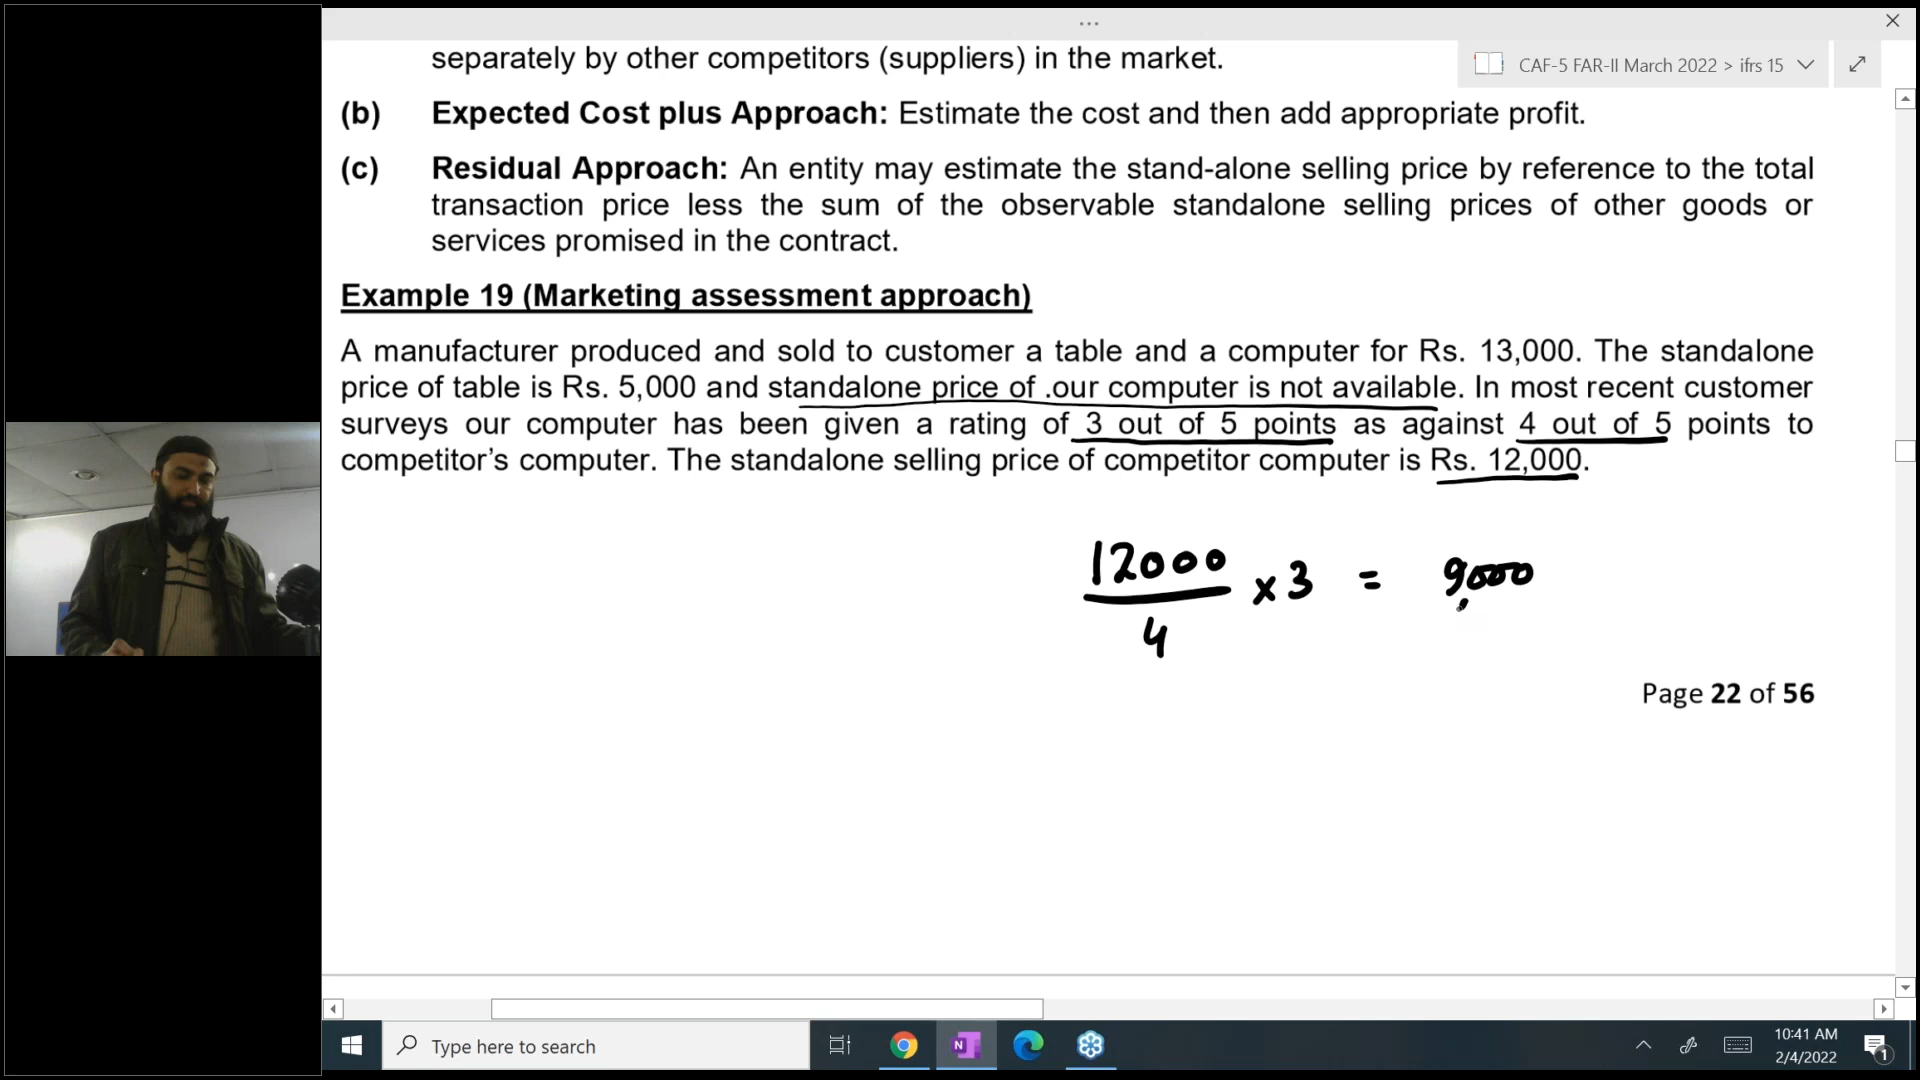 separately by other competitors (suppliers) in the market.
CAF-5 FAR-II March 2022 > ifrs 15
(b) Expected Cost plus Approach: Estimate the cost and then add appropriate profit.
(c) Residual Approach: An entity may estimate the stand-alone selling price by reference to the total
transaction price less the sum of the observable standalone selling prices of other goods or
services promised in the contract.
Example 19 (Marketing assessment approach)
A manufacturer produced and sold to customer a table and a computer for Rs. 13,000. The standalone
price of table is Rs. 5,000 and standalone price of .our computer is not available. In most recent customer
surveys our computer has been given a rating of 3 out of 5 points as against 4 out of 5 points to
competitor’s computer. The standalone selling price of competitor computer is Rs. 12,000.
12000
x 3 = 9000
4
Page 22 of 56
Type here to search
N
10:41 AM
2/4/2022
1